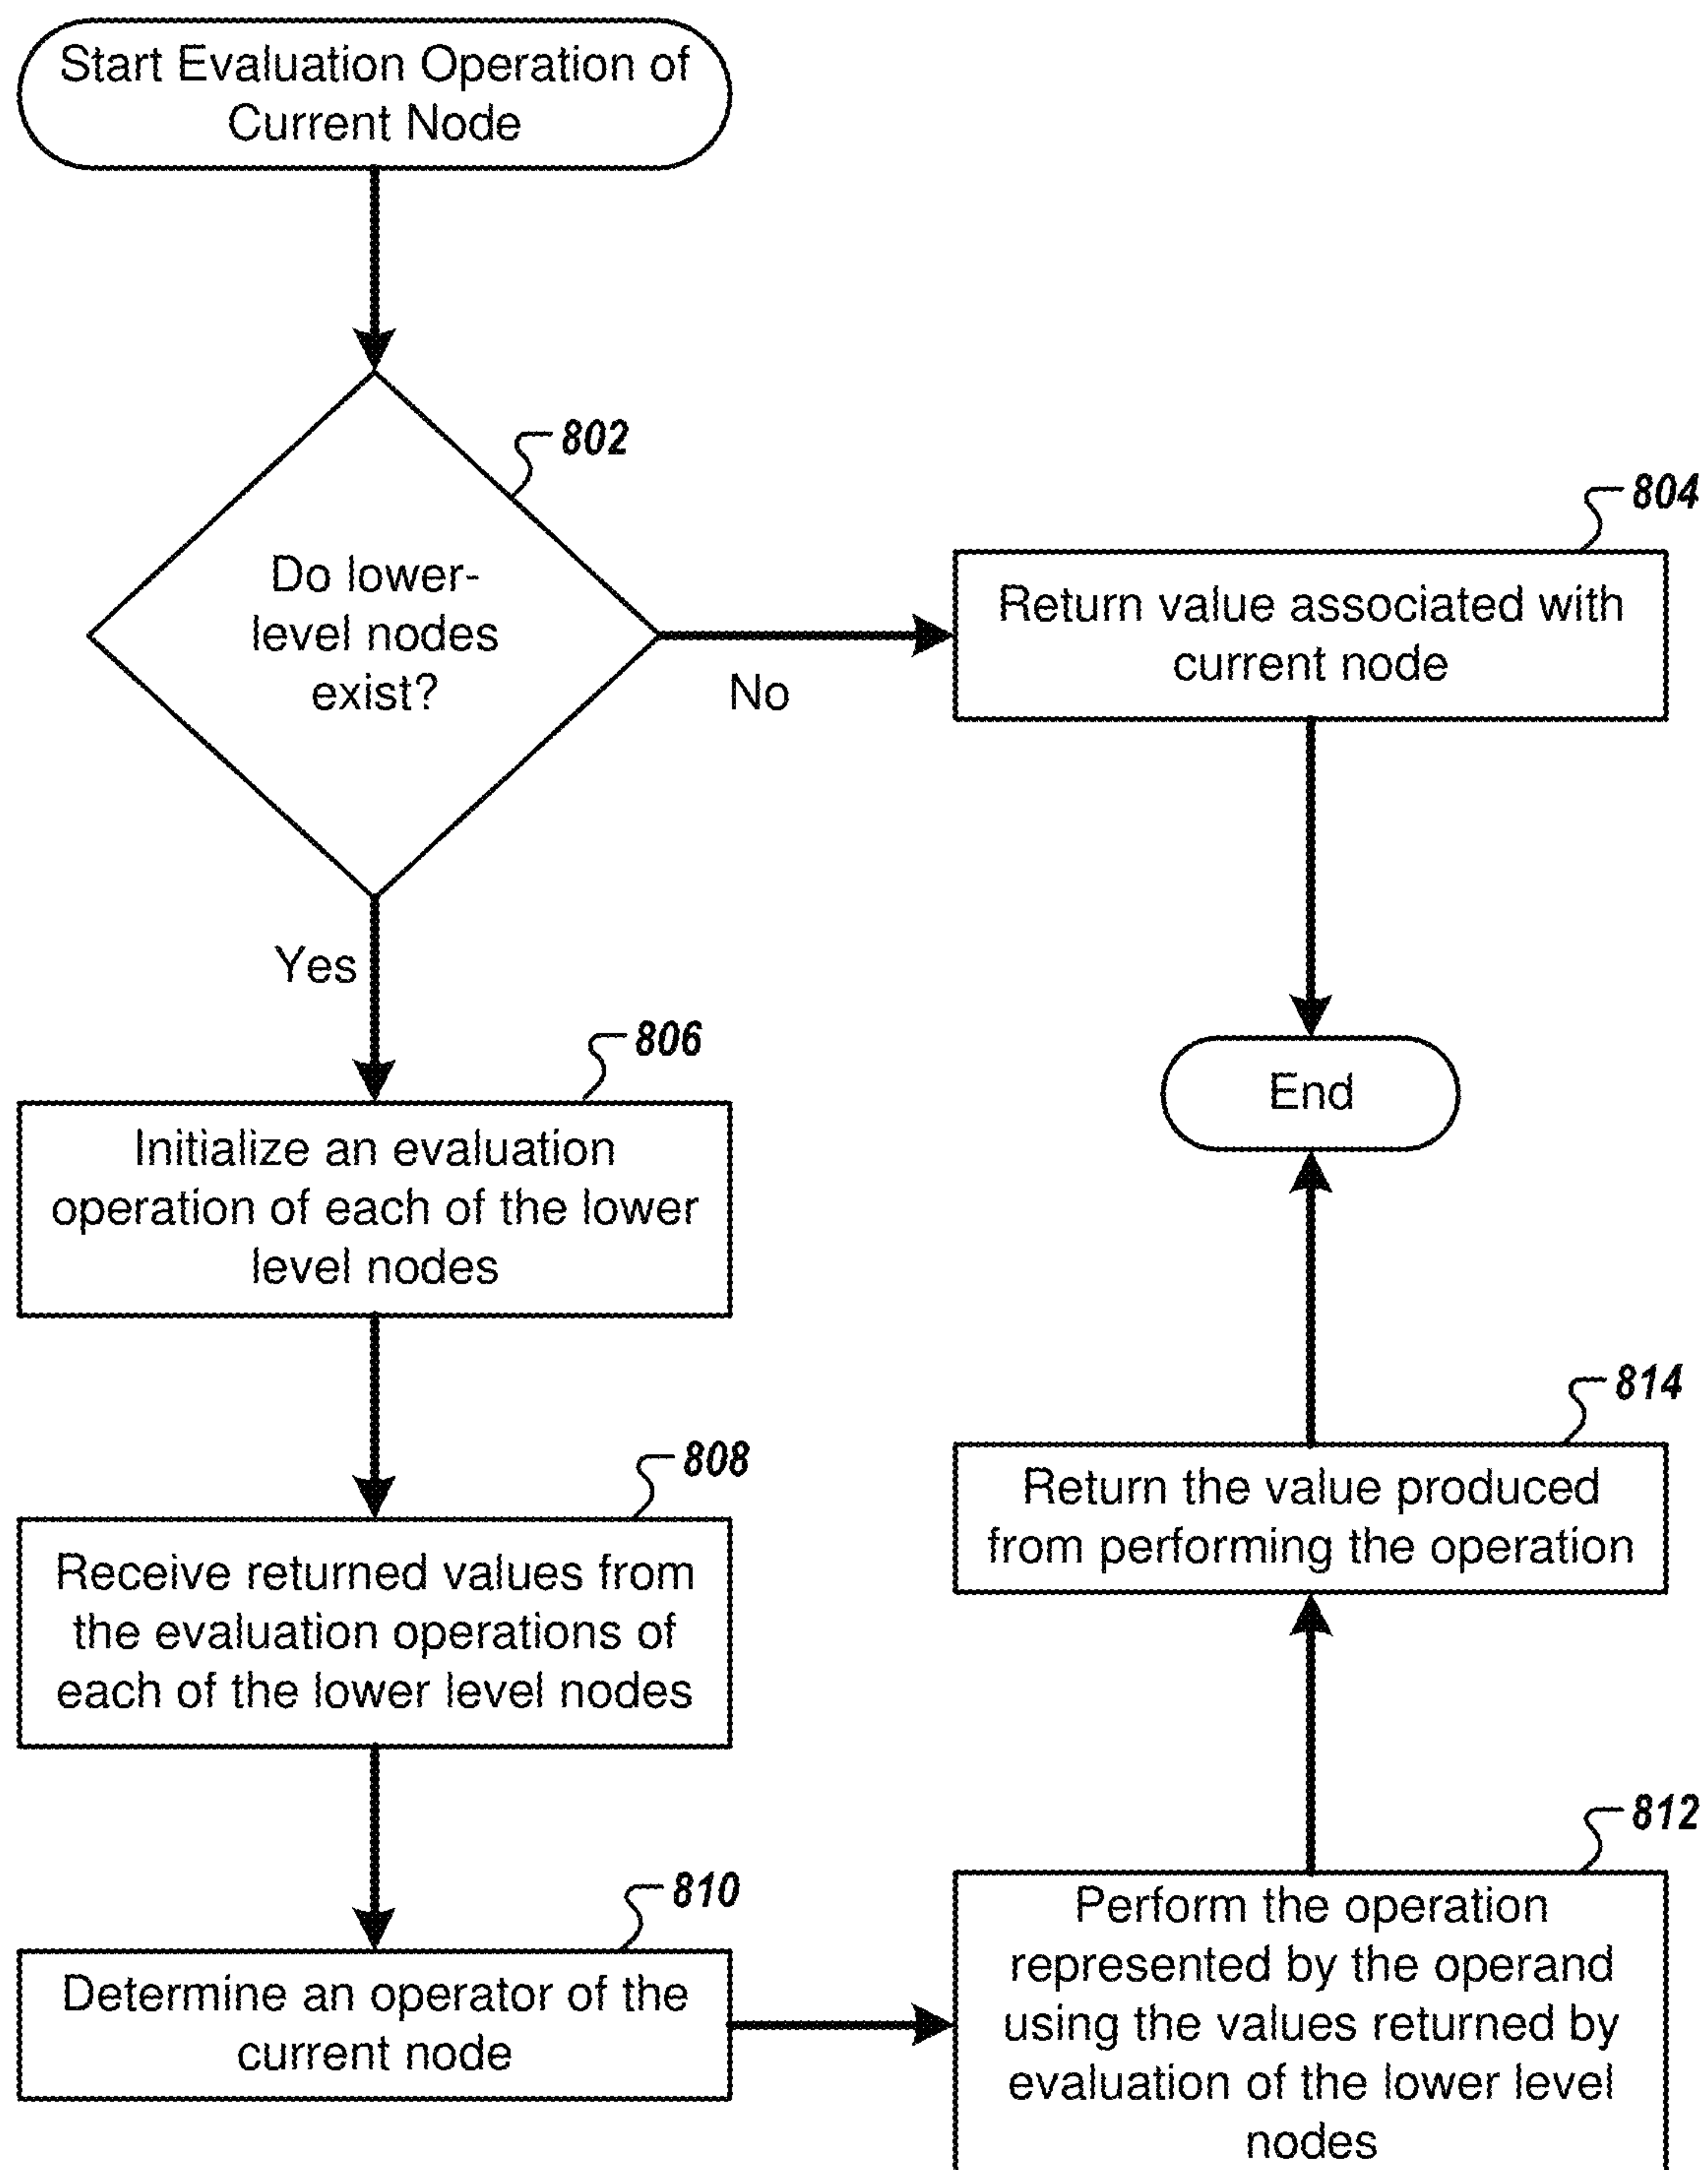 Start Evaluation Operation of
Current Node
802
Do lower-
level nodes
exist?
No
804
Return value associated with
current node
Yes
806
Initialize an evaluation
operation of each of the lower
level nodes
End
808
Receive returned values from
the evaluation operations of
each of the lower level nodes
810
Determine an operator of the
current node
812
Perform the operation
represented by the operand
using the values returned by
evaluation of the lower level
nodes
814
Return the value produced
from performing the operation